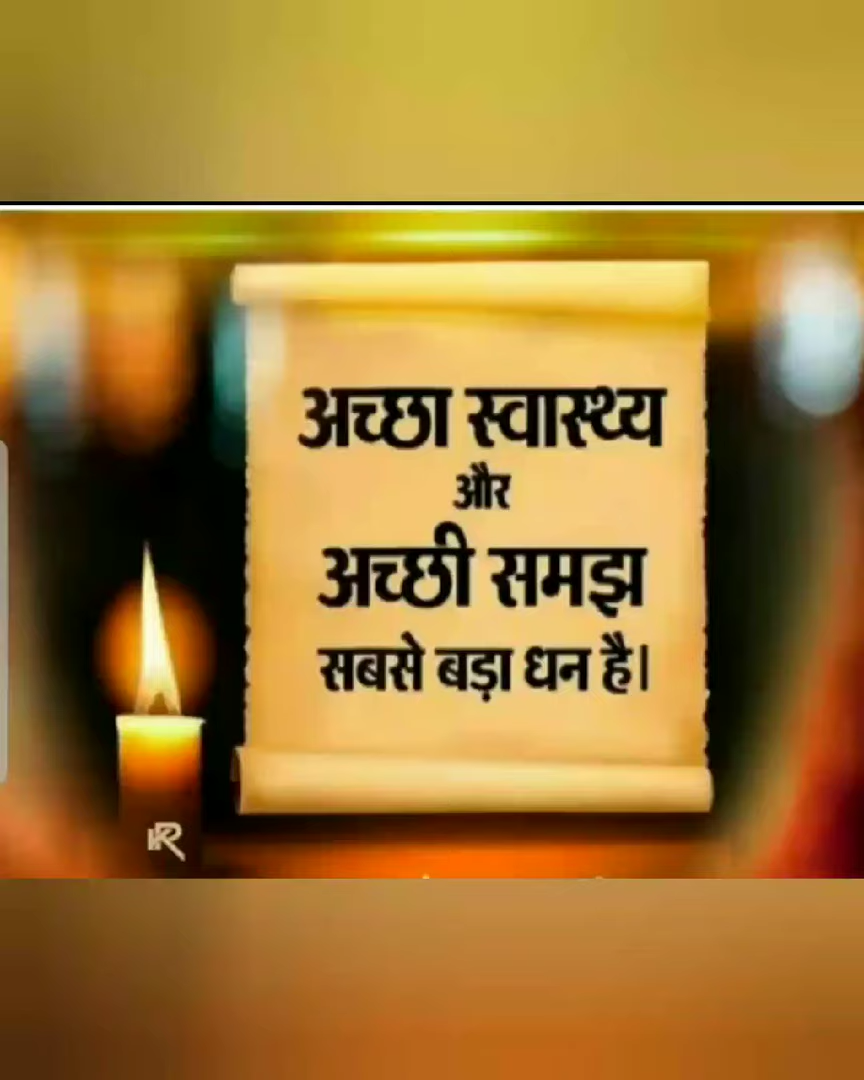 अच्छा स्वास्थ्य
और
अच्छी समझ
सबसे बड़ा धन है।